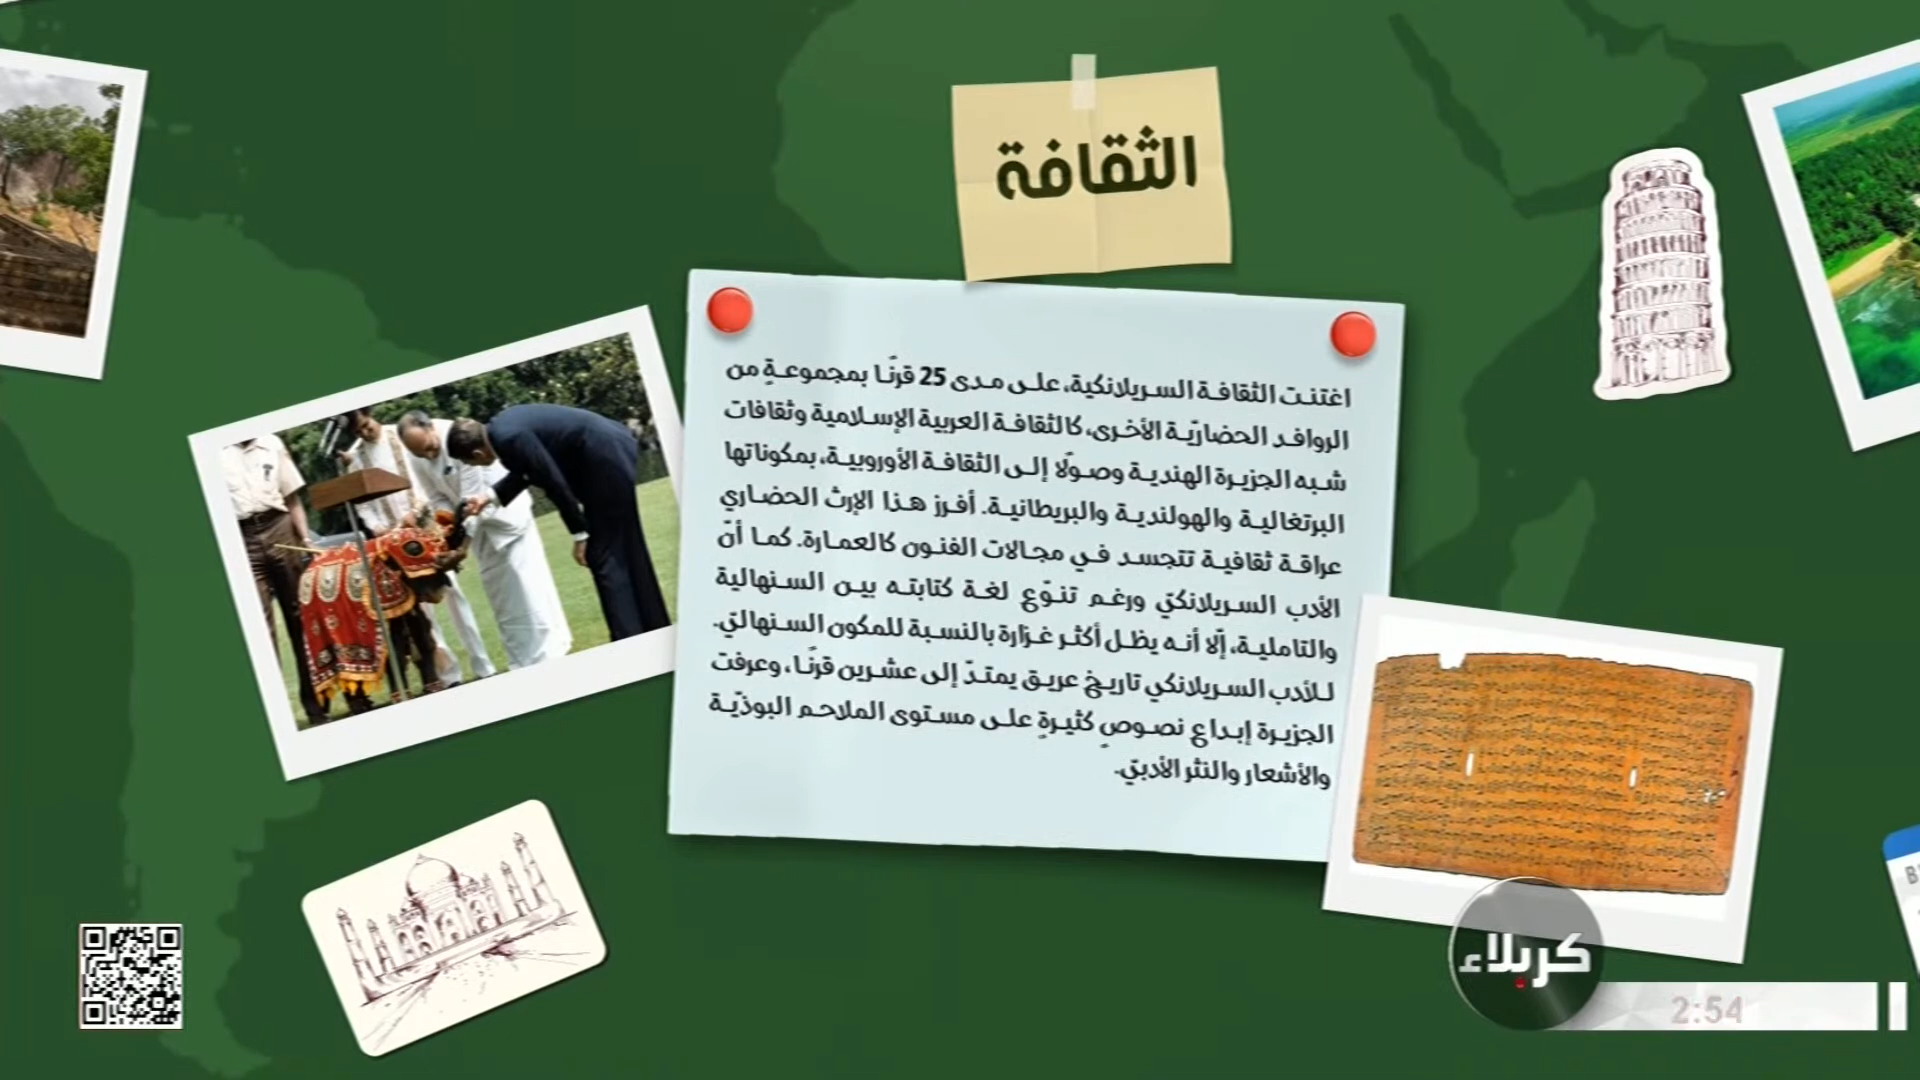 الثقافة
اغتنت الثقافة السريلانكية، على مدى 25 قرنًا بمجموعةٍ من
الروافد الحضاريّة الأخرى، كالثقافة العربية الإسلامية وثقافات
شبه الجزيرة الهندية وصولًا إلى الثقافة الأوروبية، بمكوناتها
البرتغالية والهولندية والبريطانية. أفرز هذا الإرث الحضاري
عراقة ثقافية تتجسد في مجالات الفنون كالعمارة. كما أنّ
الأدب السريلانكيّ ورغم تنوّع لغة كتابته بين السنهالية
والتاملية، إلّا أنه يظل أكثر غزارة بالنسبة للمكون السنهاليّ.
للأدب السريلانكي تاريخ عريق يمتدّ إلى عشرين قرنًا، وعرفت
الجزيرة إبداع نصوصٍ كثيرةٍ على مستوى الملاحم البوذيّة
والأشعار والنثر الأدبيّ.
كربلاء
2:54